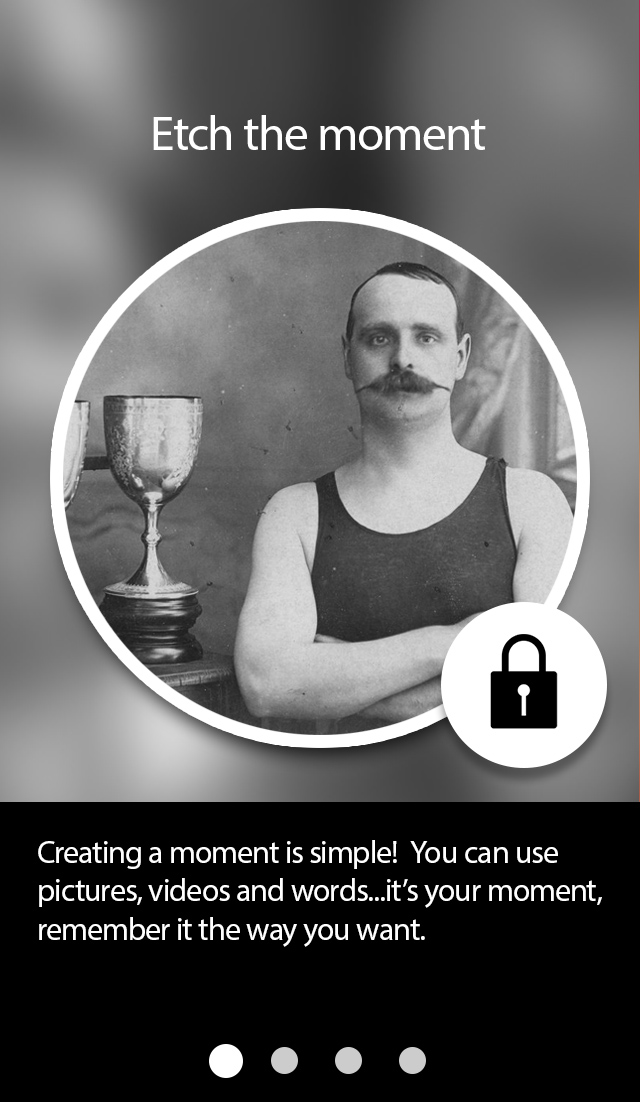 Etch the moment
Creating a moment is simple!  You can use
pictures, videos and words...it’s your moment,
remember it the way you want.